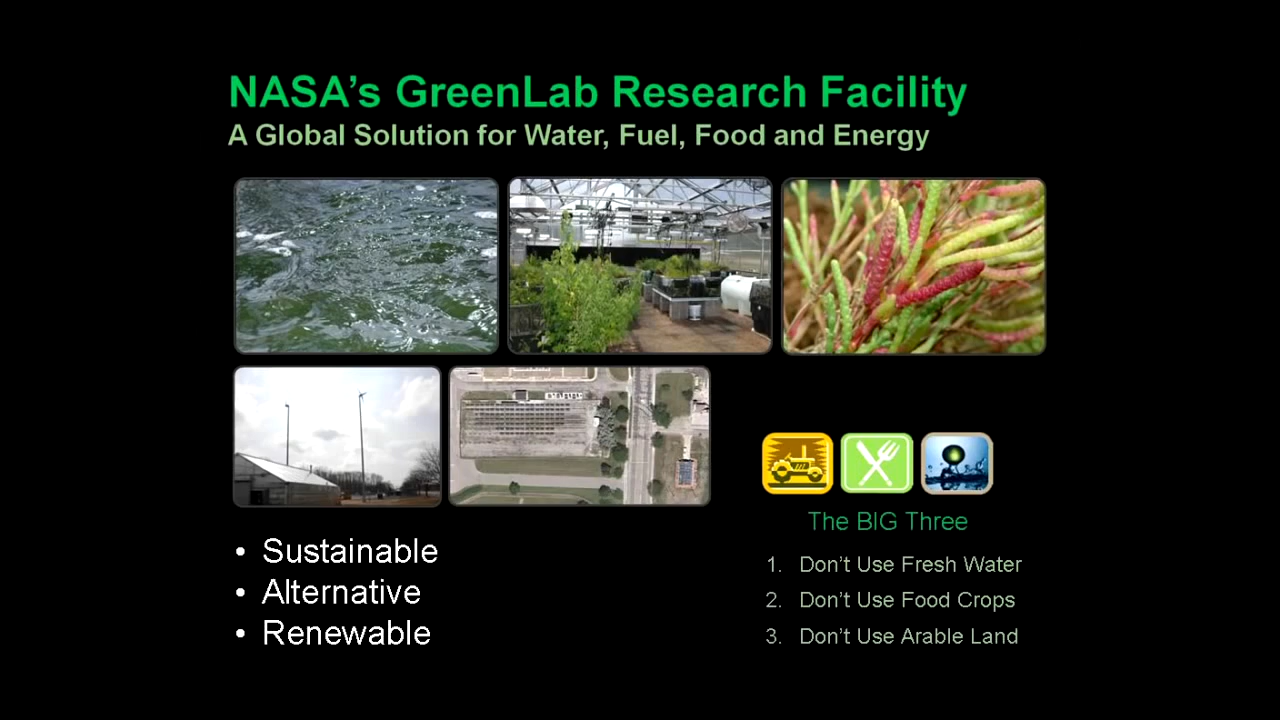 NASA’s GreenLab Research Facility
A Global Solution for Water, Fuel, Food and Energy
• Sustainable
• Alternative
• Renewable
The BIG Three
1. Don’t Use Fresh Water
2. Don’t Use Food Crops
3. Don’t Use Arable Land